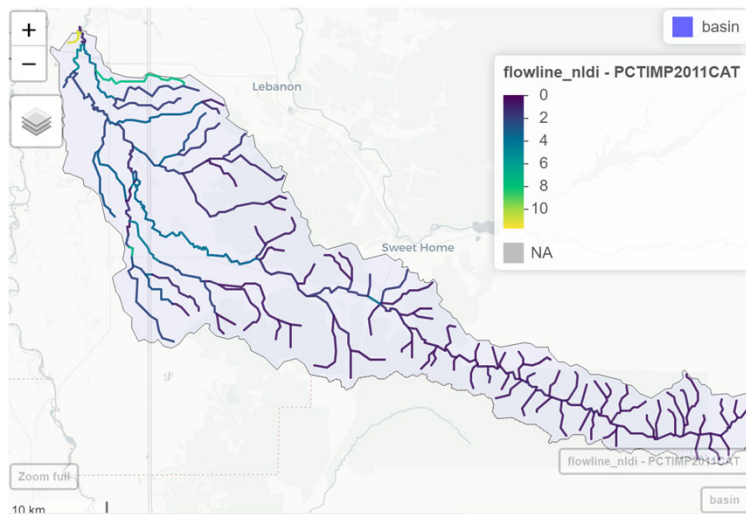 +
−
basin
flowline_nldi - PCTIMP2011CAT
0
2
4
6
8
10
NA
Lebanon
Sweet Home
Zoom full
flowline_nldi - PCTIMP2011CAT
basin
10 km